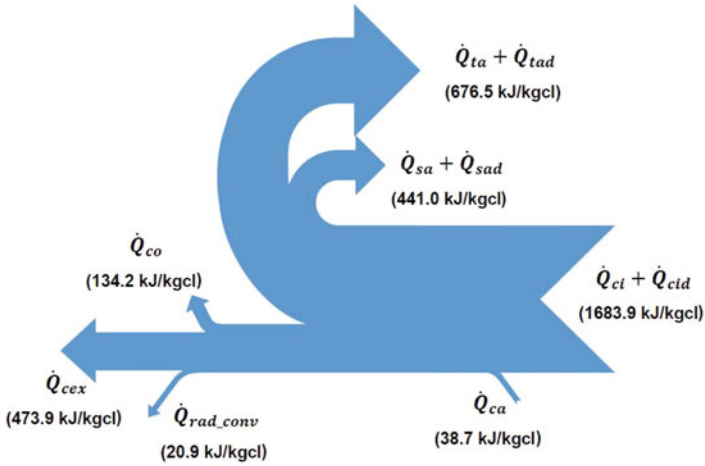 Q̇ta + Q̇tad
(676.5 kJ/kgcl)
Q̇sa + Q̇sad
(441.0 kJ/kgcl)
Q̇co
(134.2 kJ/kgcl)
Q̇ci + Q̇cid
(1683.9 kJ/kgcl)
Q̇cex
(473.9 kJ/kgcl)
Q̇rad_conv
(20.9 kJ/kgcl)
Q̇ca
(38.7 kJ/kgcl)